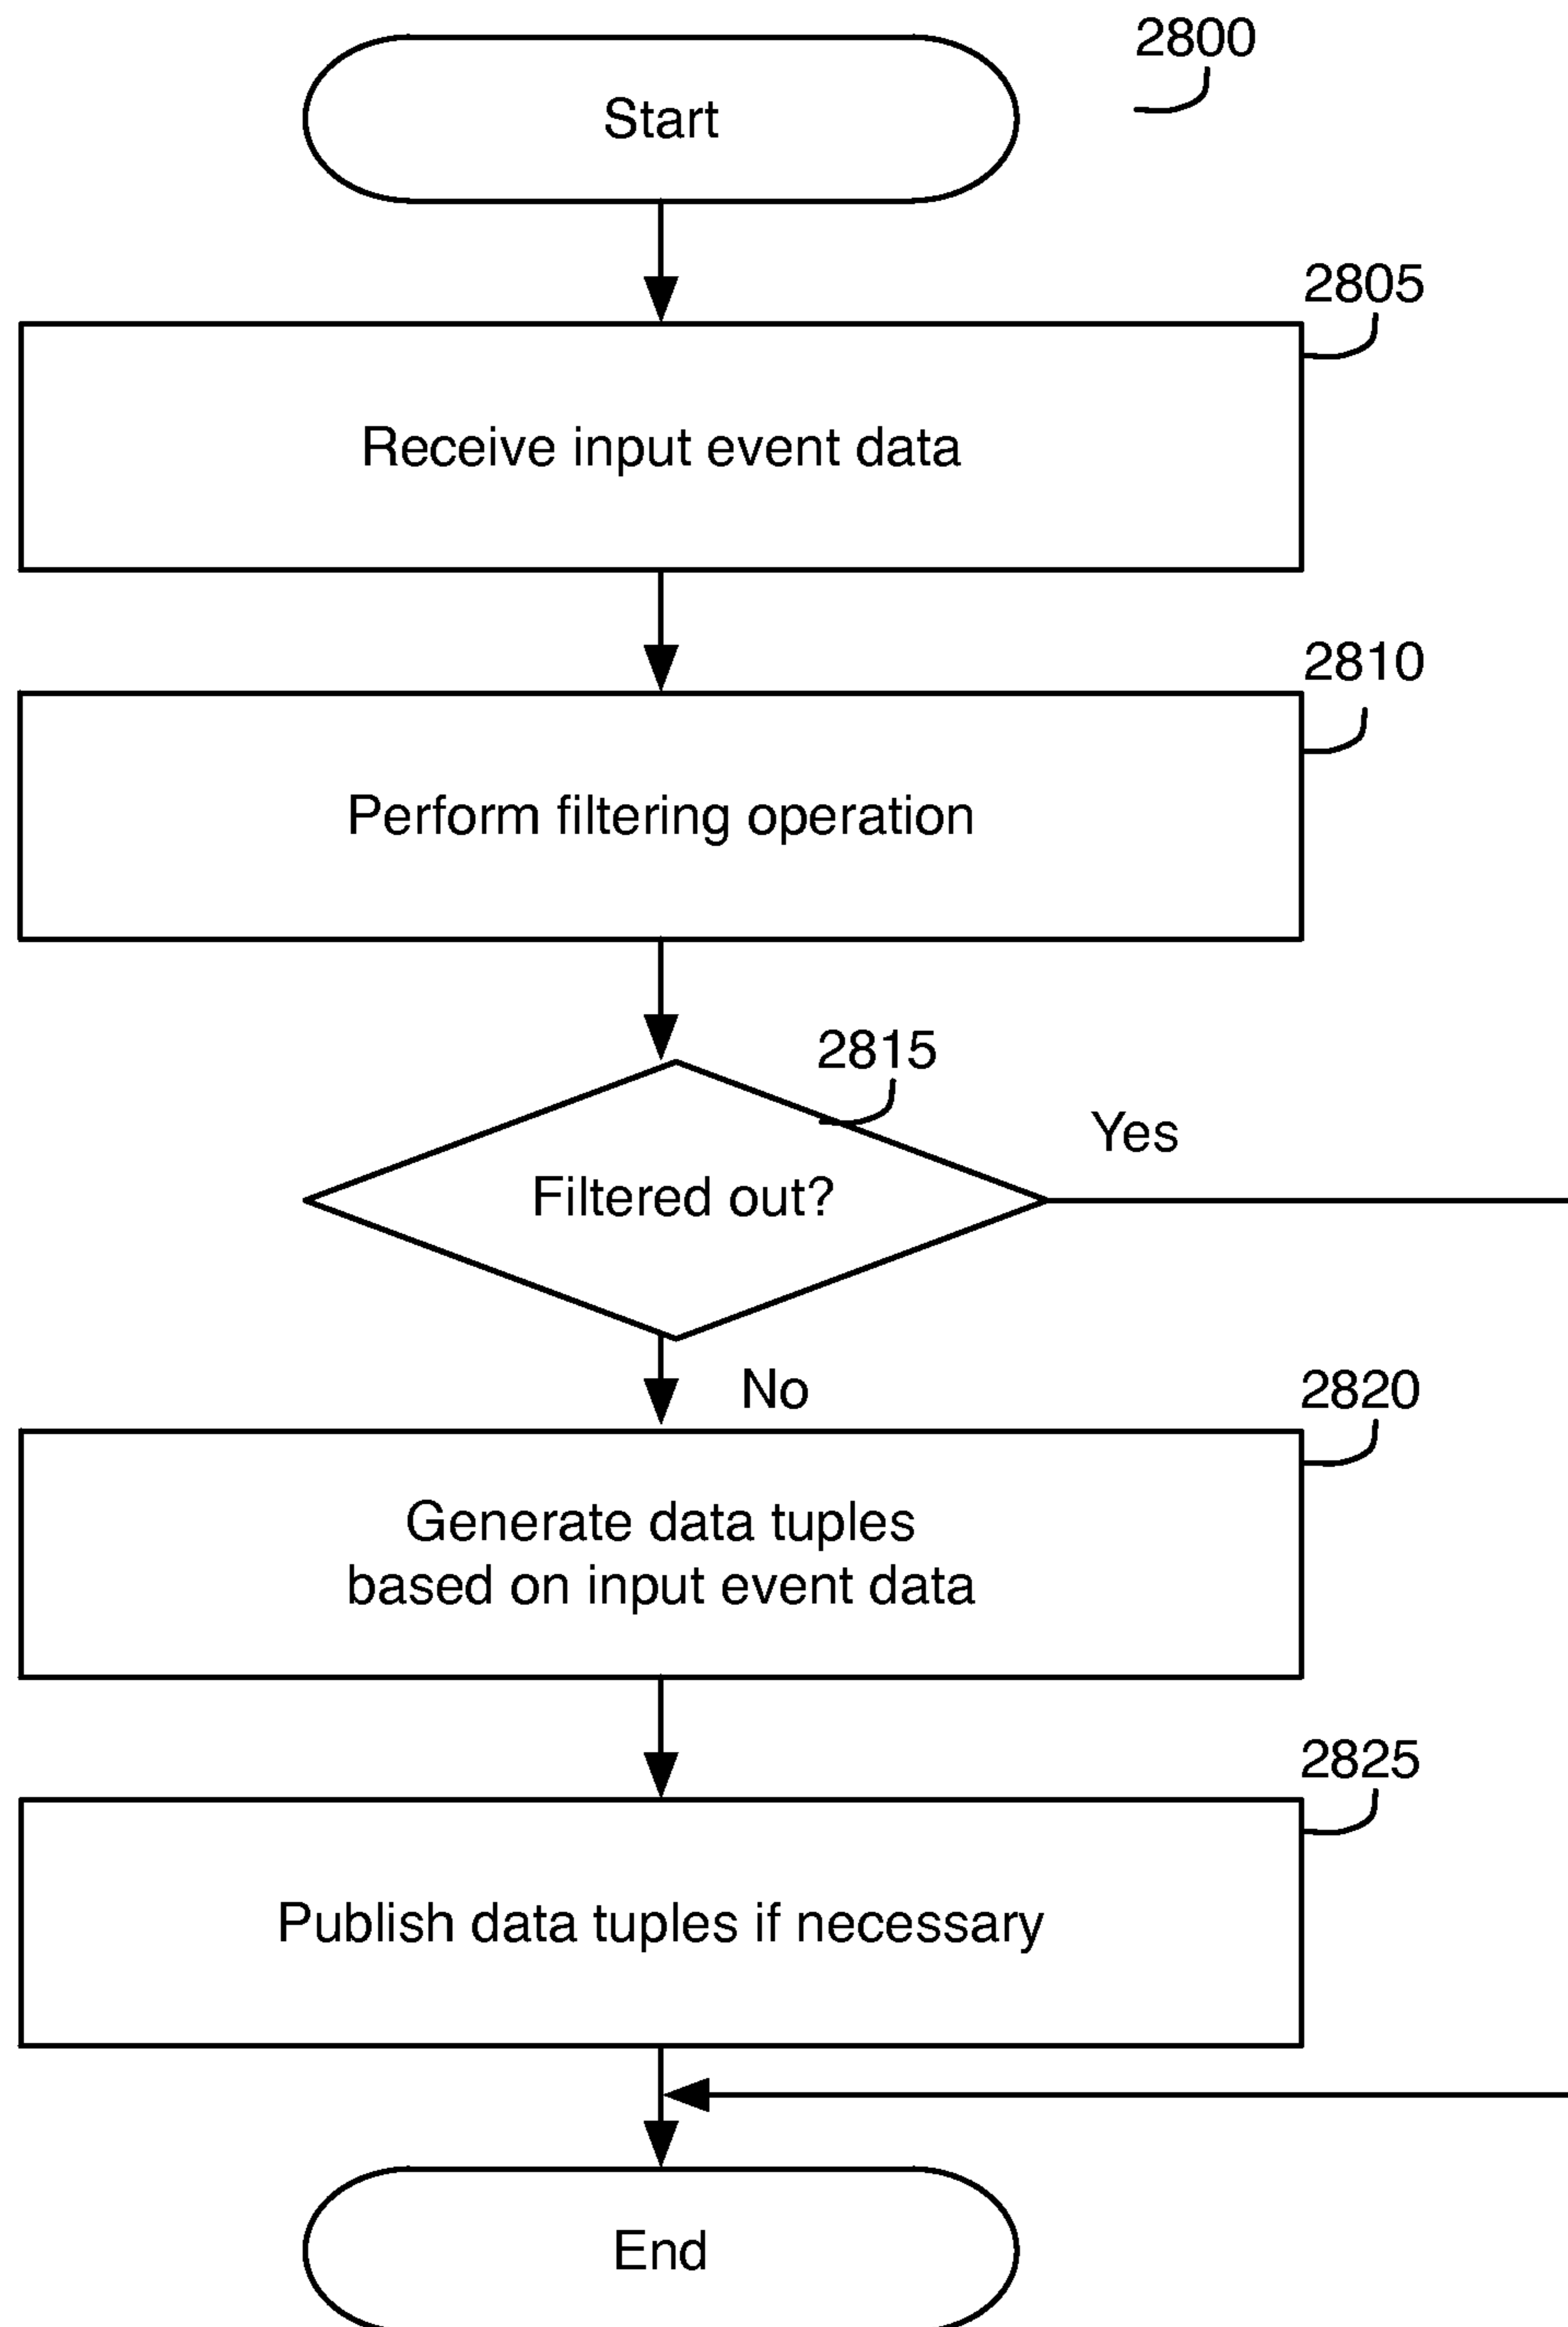 2800
Start
2805
Receive input event data
2810
Perform filtering operation
2815
Yes
Filtered out?
No
2820
Generate data tuples
based on input event data
2825
Publish data tuples if necessary
End